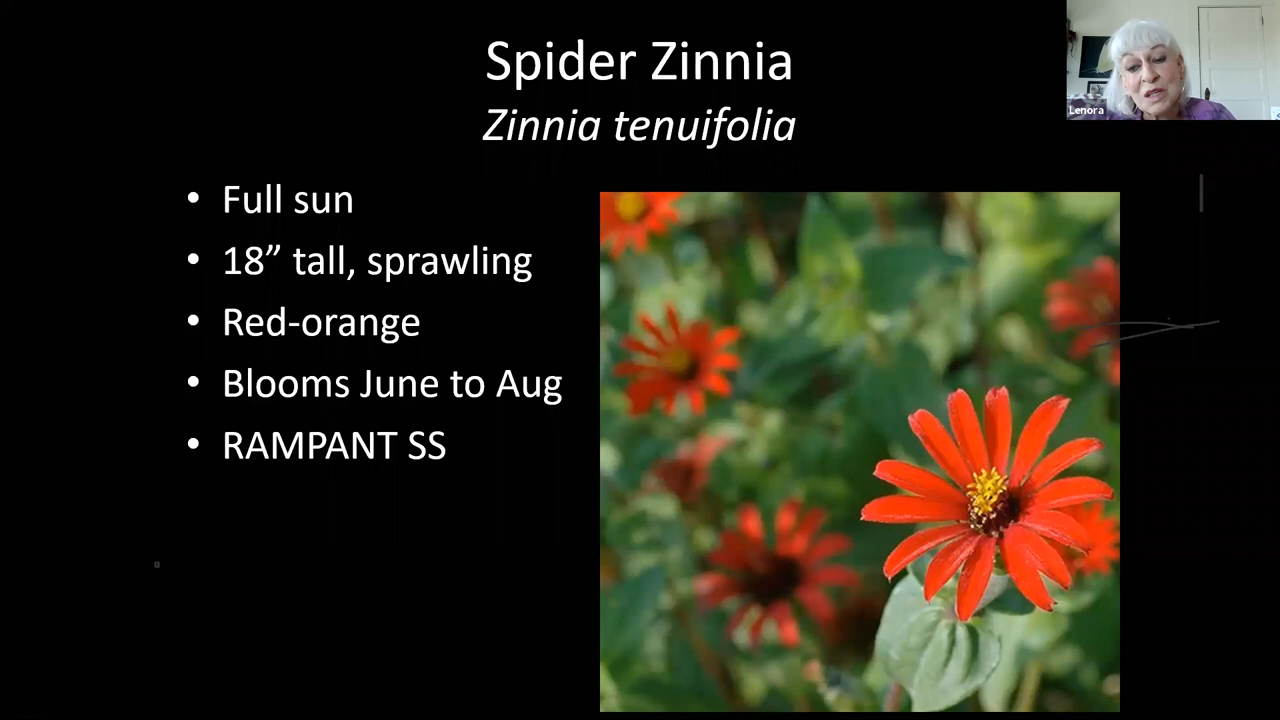 Spider Zinnia
Zinnia tenuifolia
Lenora
• Full sun
• 18” tall, sprawling
• Red-orange
• Blooms June to Aug
• RAMPANT SS